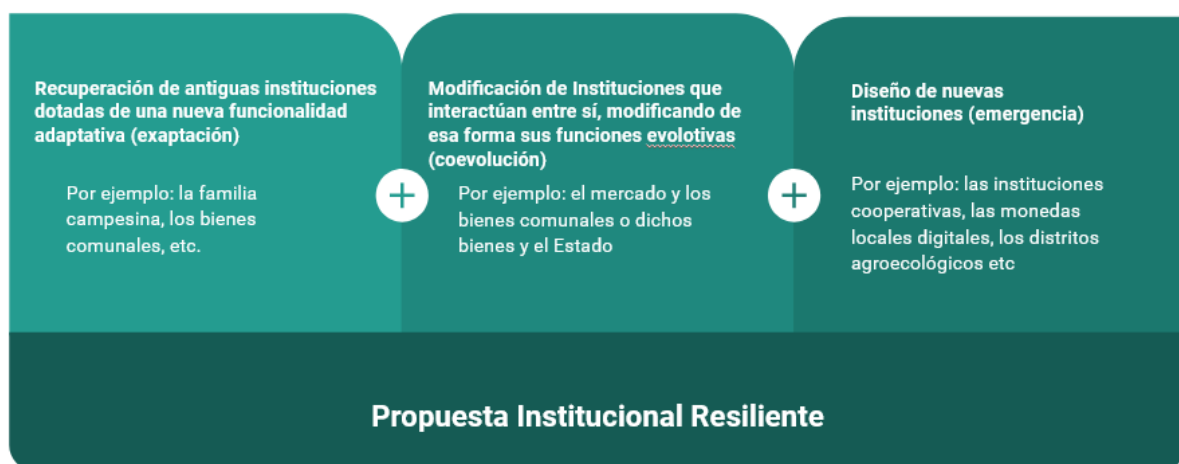 Recuperación de antiguas instituciones
dotadas de una nueva funcionalidad
adaptativa (exaptación)
Por ejemplo: la familia
campesina, los bienes
comunales, etc.
+
Modificación de Instituciones que
interactúan entre sí, modificando de
esa forma sus funciones evolotivas
(coevolución)
Por ejemplo: el mercado y los
bienes comunales o dichos
bienes y el Estado
+
Diseño de nuevas
instituciones (emergencia)
Por ejemplo: las instituciones
cooperativas, las monedas
locales digitales, los distritos
agroecológicos etc
Propuesta Institucional Resiliente